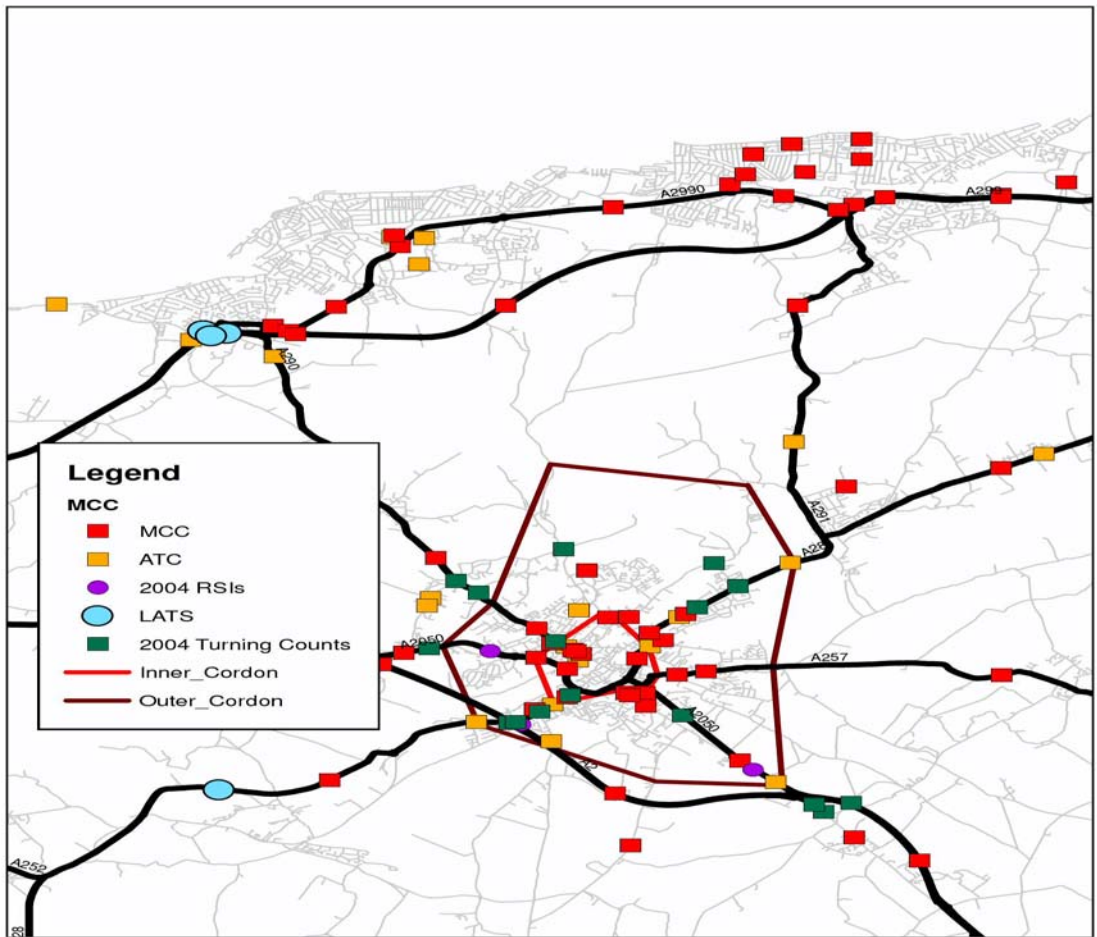 A2990
A299
A290
Legend
MCC
MCC
ATC
2004 RSIs
LATS
2004 Turning Counts
Inner_Cordon
Outer_Cordon
A291
A28
A2050
A257
A2050
A2
A252
28